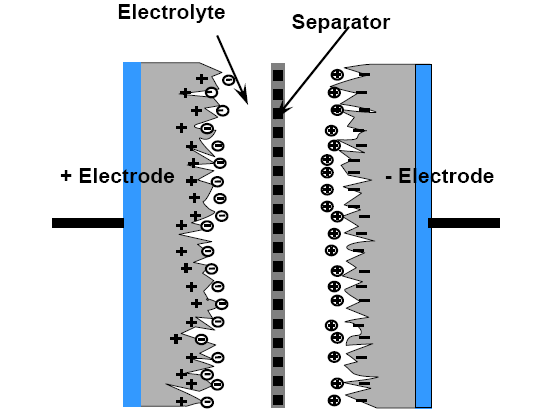 Electrolyte
Separator
+ Electrode
- Electrode